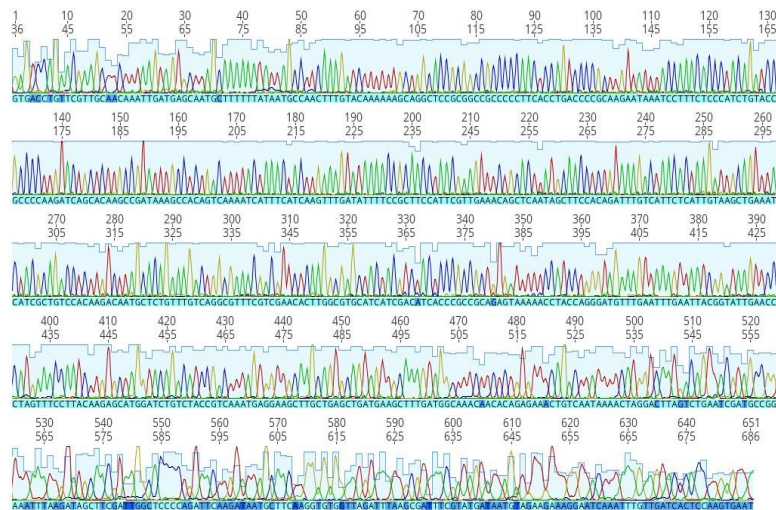 1 10 20 30 40 50 60 70 80 90 100 110 120 130
36 45 55 65 75 85 95 105 115 125 135 145 155 165
GTGACCTGTTCGTTGCAACAAATTGATGAGCAATGCTTTTTTATAATGCCAACTTTGTACAAAAAAGCAGGCTCCGCGGCCGCCCCCTTCACCTGACCCCGCAAGAATAAATCCTTTCTCCCATCTGTACC
140 150 160 170 180 190 200 210 220 230 240 250 260
175 185 195 205 215 225 235 245 255 265 275 285 295
GCCCCAAGATCAGCACAAGCCGATAAAGCCACAGTCAAAATCATTTCATCAAGTTTGATATTTTCCGCTTCCATTCGTTGAAACAGCTCAATAGCTTCCACAGATTTGTCATTCTCATTGTAAGCTGAAAT
270 280 290 300 310 320 330 340 350 360 370 380 390
305 315 325 335 345 355 365 375 385 395 405 415 425
CATCGCTGTCCACAAGACAATGCTCTGTTTGTCAGGCGTTTCGTCGAACACTTGGCGTGCATCATCGACATCACCCGACCGCAGAAGAAAAACCTACCAGGGATGTTTGAATTTGAATTACGGTATTGACC
400 410 420 430 440 450 460 470 480 490 500 510 520
435 445 455 465 475 485 495 505 515 525 535 545 555
CTAGTTTCCTTACAAGAGCATGGATCTGTCTACCGTCAAATGAGGAAGCTTGCTGAGCTGATGAAGCTTTGATGGCAAACAACACAGAGAAACTGTCAATAAAACTAGGACTTAGTCTGAATCGATGCCGG
530 540 550 560 570 580 590 600 610 620 630 640 651
565 575 585 595 605 615 625 635 645 655 665 675 686
AAATTTAAGATAGCTTCGATTGGCTCCCCAGATTCAAGATAATGCTTCAAGGTGTGGTTAGATTTAAGCGATTTCGTATGATAATGTAGAAGAAAGGAATCAAATTTGTTGATCACTCCAAGTGAAT